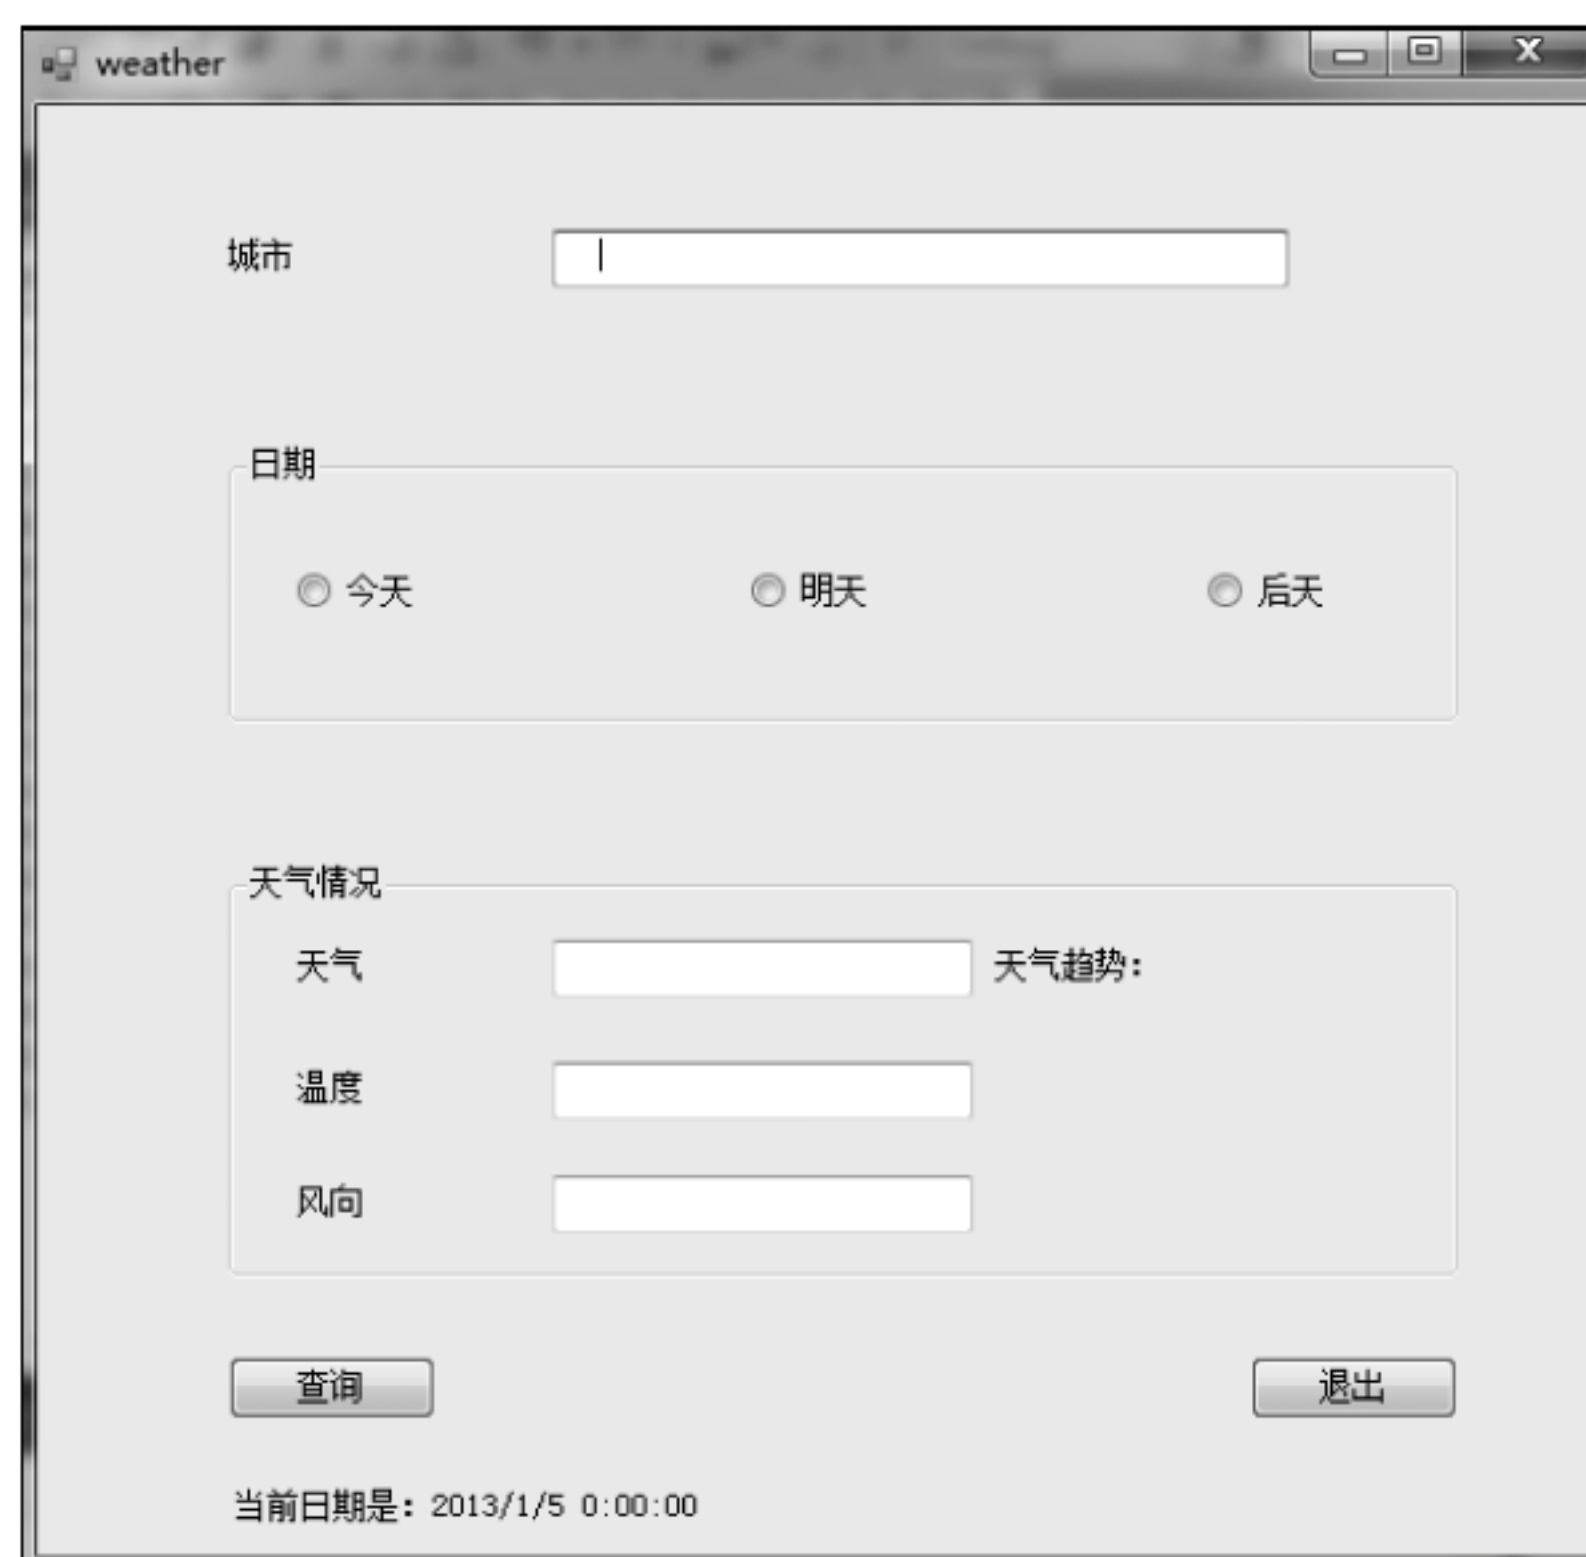 weather
城市
日期
今天 明天 后天
天气情况
天气 天气趋势：
温度
风向
查询 退出
当前日期是：2013/1/5 0:00:00